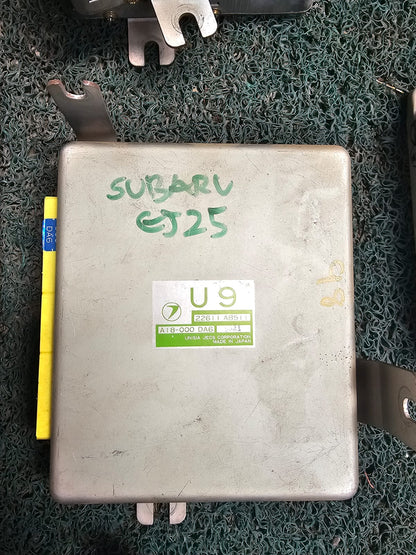 SUBARU
EJ25
DA6
U9
22611 AB511
A18-000 DA6
UNISIA JECS CORPORATION
MADE IN JAPAN